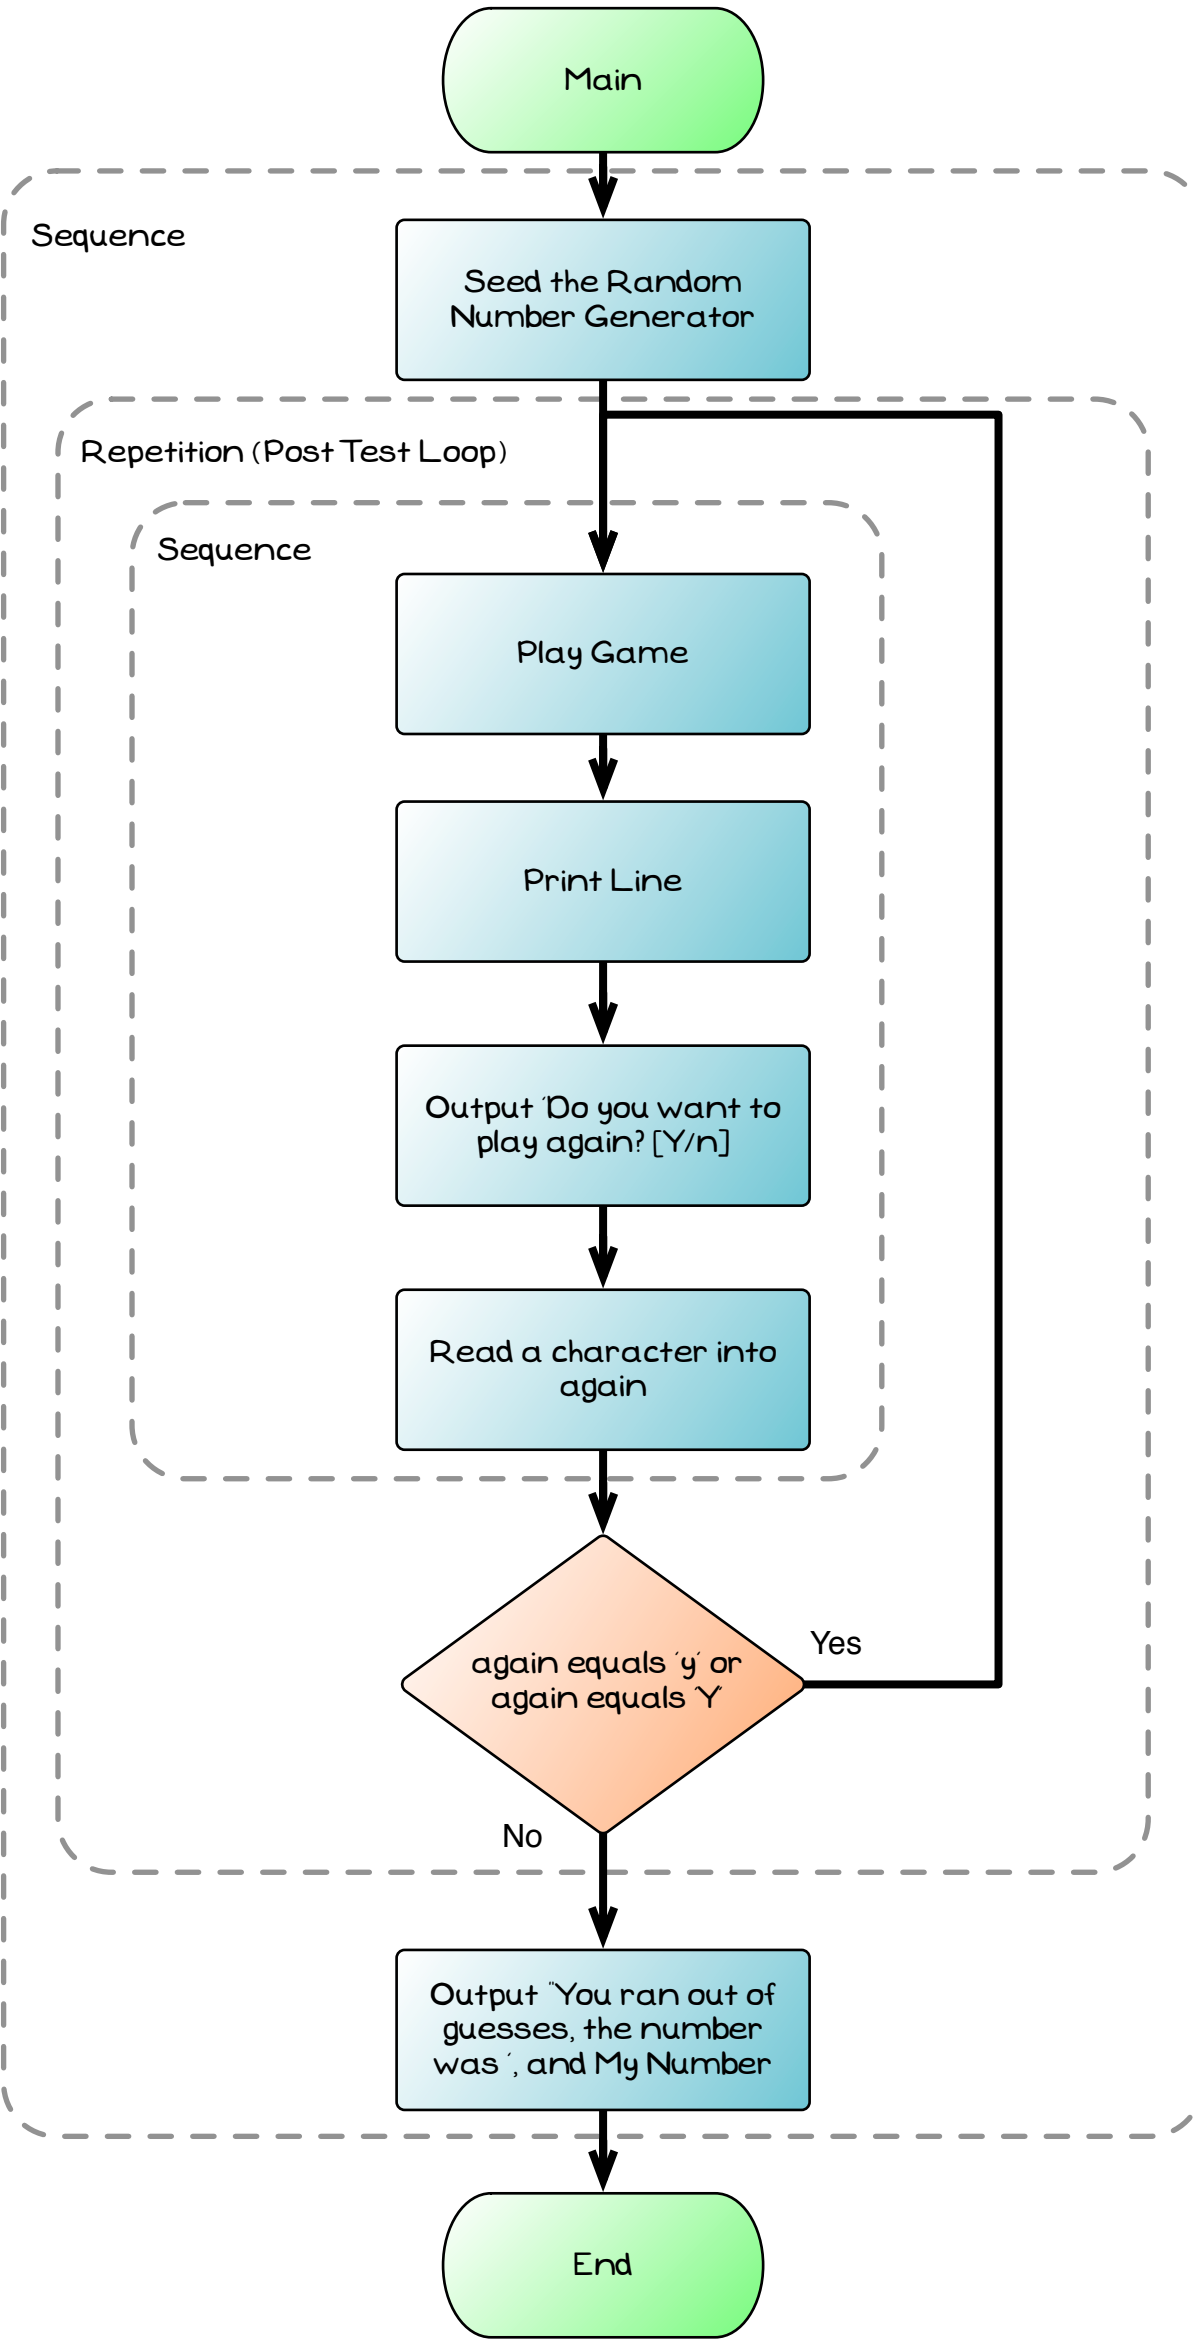 Main
Sequence
Seed the Random
Number Generator
Repetition (Post Test Loop)
Sequence
Play Game
Print Line
Output 'Do you want to
play again? [Y/n]
Read a character into
again
again equals 'y' or
again equals 'Y'
Yes
No
Output "You ran out of
guesses, the number
was ', and My Number
End